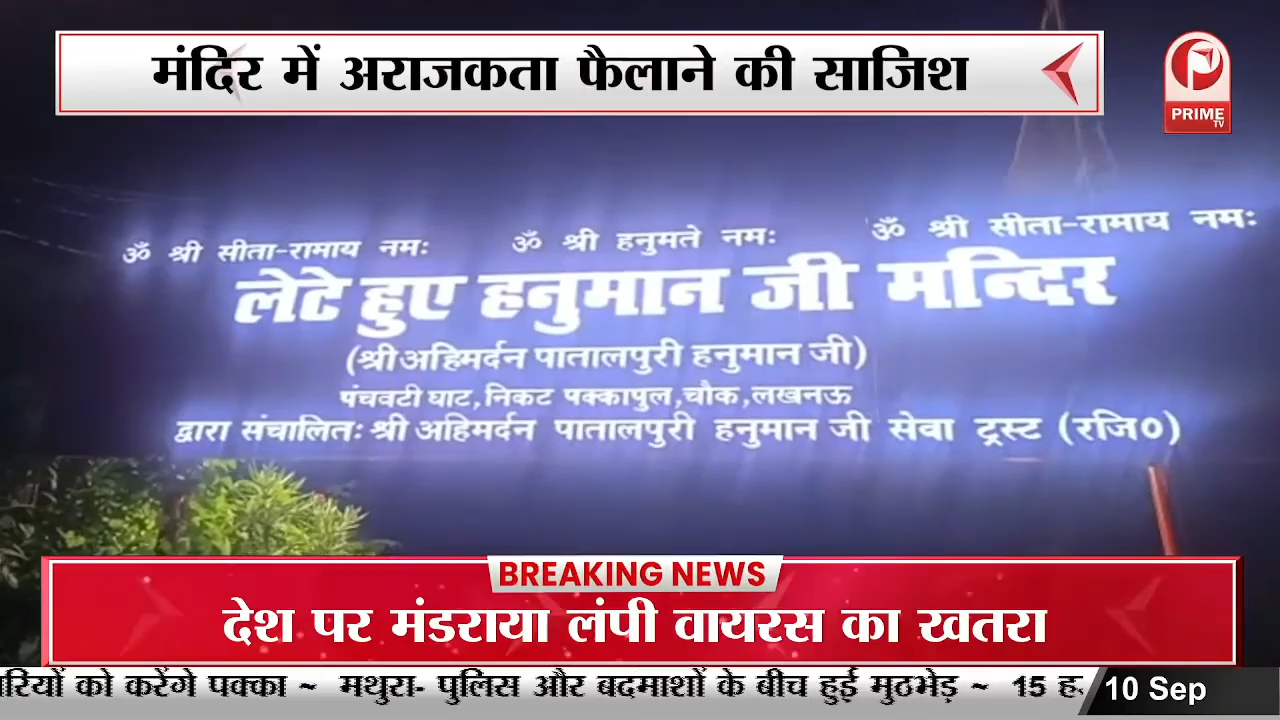 मंदिर में अराजकता फैलाने की साजिश
PRIME
TV
ॐ श्री सीता-रामाय नमः ॐ श्री हनुमते नमः ॐ श्री सीता-रामाय नमः
लेटे हुए हनुमान जी मन्दिर
(श्री अहिमर्दन पातालपुरी हनुमान जी)
पंचवटी घाट, निकट पक्कापुल, चौक, लखनऊ
द्वारा संचालितः श्री अहिमर्दन पातालपुरी हनुमान जी सेवा ट्रस्ट (रजि०)
BREAKING NEWS
देश पर मंडराया लंपी वायरस का खतरा
रियों को करेंगे पक्का ~ मथुरा- पुलिस और बदमाशों के बीच हुई मुठभेड़ ~ 15 10 Sep